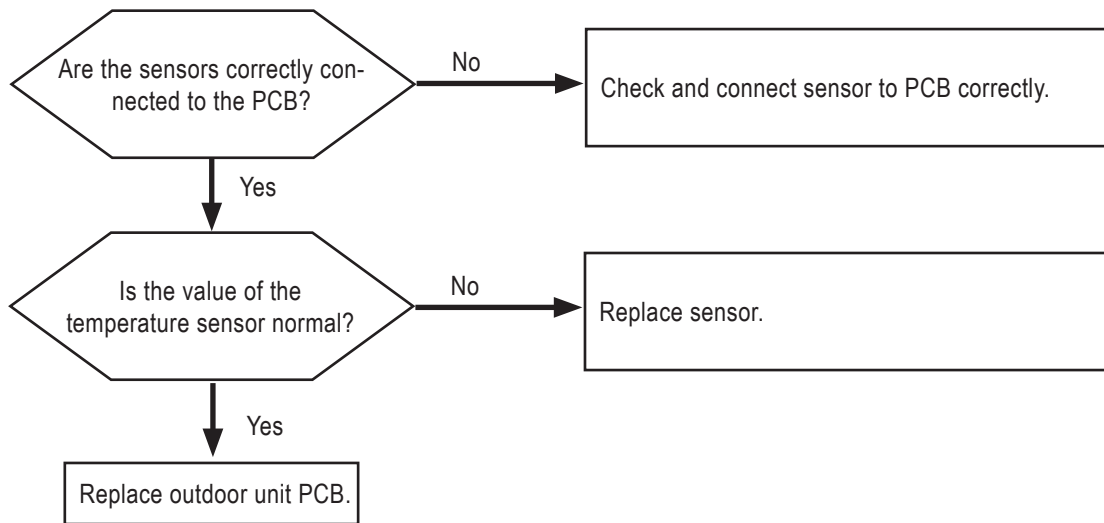 Are the sensors correctly con-
nected to the PCB?
No
Check and connect sensor to PCB correctly.
Yes
Is the value of the
temperature sensor normal?
No
Replace sensor.
Yes
Replace outdoor unit PCB.